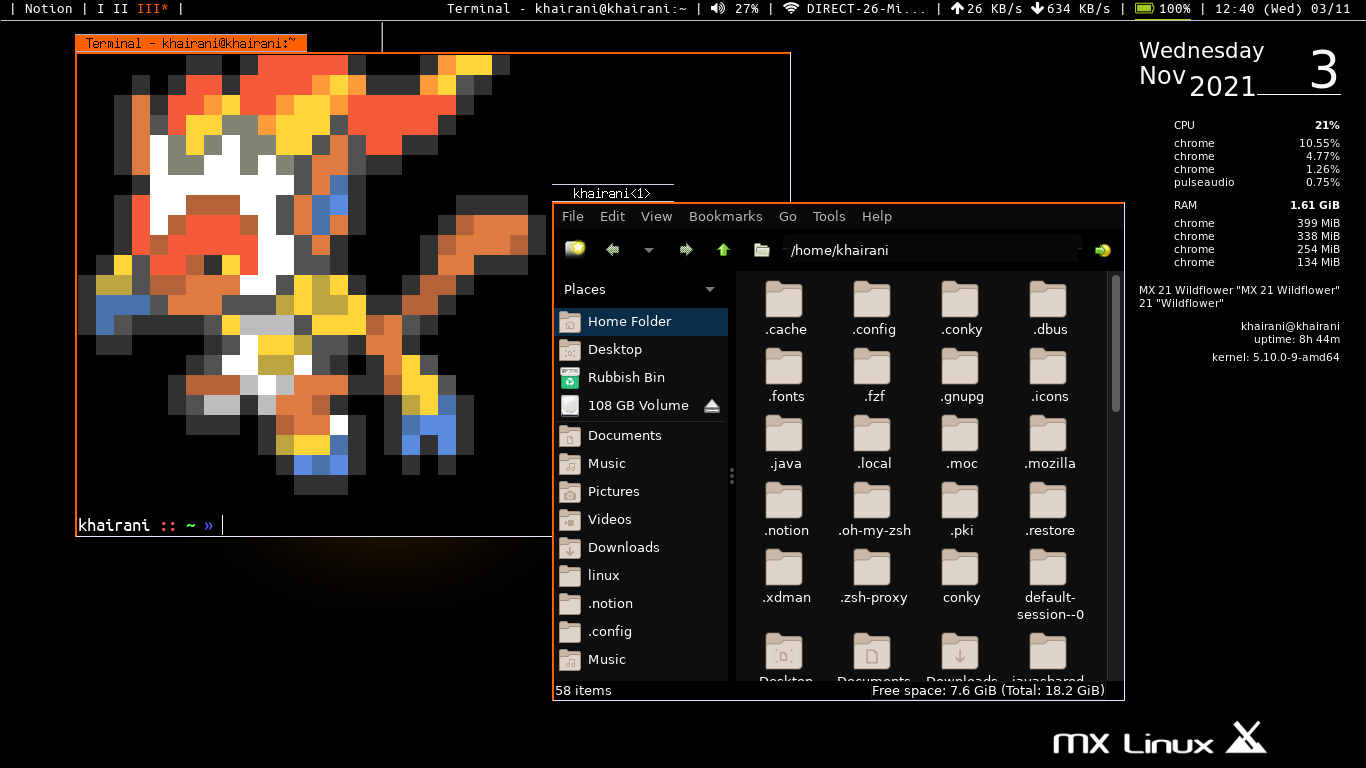 | Notion | I II III* |
Terminal - khairani@khairani:~ | 27% | DIRECT-26-Mi... | 26 KB/s 634 KB/s | 100% | 12:40 (Wed) 03/11
Terminal - khairani@khairani:~
khairani :: ~ »
khairani<1>
File Edit View Bookmarks Go Tools Help
/home/khairani
Places
Home Folder
Desktop
Rubbish Bin
108 GB Volume
Documents
Music
Pictures
Videos
Downloads
linux
.notion
.config
Music
.cache .config .conky .dbus
.fonts .fzf .gnupg .icons
.java .local .moc .mozilla
.notion .oh-my-zsh .pki .restore
.xdman .zsh-proxy conky default-
session--0
Desktop Documents Downloads javashared
58 items
Free space: 7.6 GiB (Total: 18.2 GiB)
Wednesday
Nov 2021 3
CPU 21%
chrome 10.55%
chrome 4.77%
chrome 1.26%
pulseaudio 0.75%
RAM 1.61 GiB
chrome 399 MiB
chrome 338 MiB
chrome 254 MiB
chrome 134 MiB
MX 21 Wildflower "MX 21 Wildflower"
21 "Wildflower"
khairani@khairani
uptime: 8h 44m
kernel: 5.10.0-9-amd64
MX Linux